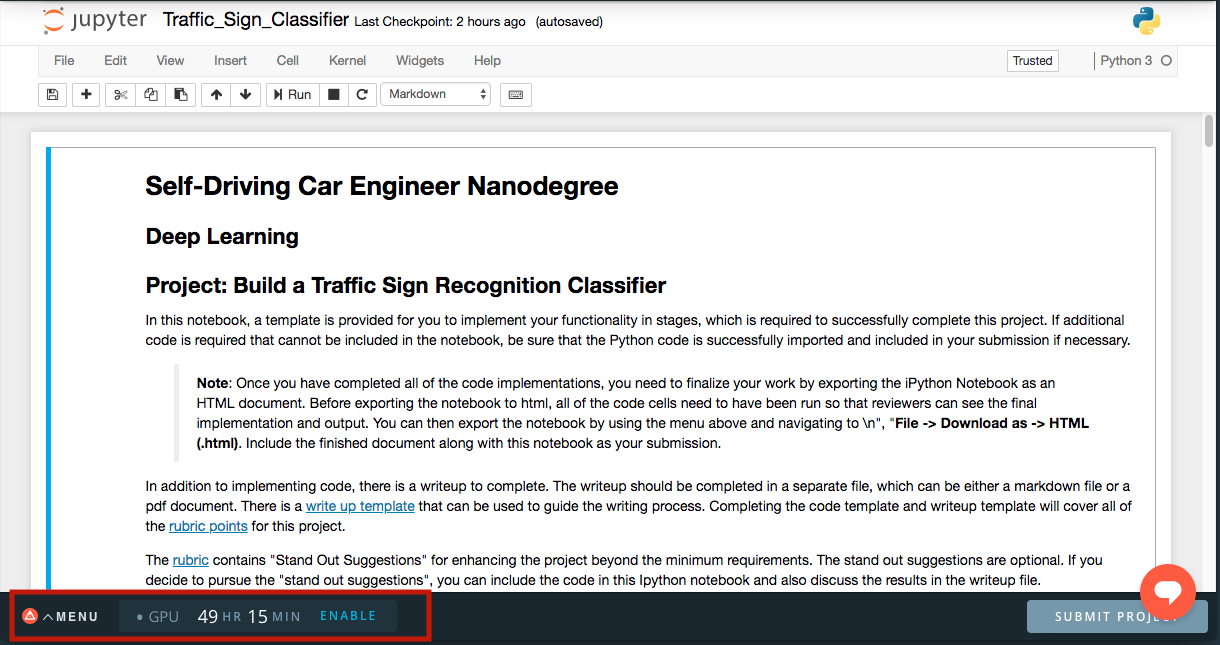 jupyter Traffic_Sign_Classifier Last Checkpoint: 2 hours ago (autosaved)
File Edit View Insert Cell Kernel Widgets Help Trusted Python 3
Run Markdown
Self-Driving Car Engineer Nanodegree
Deep Learning
Project: Build a Traffic Sign Recognition Classifier
In this notebook, a template is provided for you to implement your functionality in stages, which is required to successfully complete this project. If additional
code is required that cannot be included in the notebook, be sure that the Python code is successfully imported and included in your submission if necessary.
Note: Once you have completed all of the code implementations, you need to finalize your work by exporting the iPython Notebook as an
HTML document. Before exporting the notebook to html, all of the code cells need to have been run so that reviewers can see the final
implementation and output. You can then export the notebook by using the menu above and navigating to \n", "File -> Download as -> HTML
(.html). Include the finished document along with this notebook as your submission.
In addition to implementing code, there is a writeup to complete. The writeup should be completed in a separate file, which can be either a markdown file or a
pdf document. There is a write up template that can be used to guide the writing process. Completing the code template and writeup template will cover all of
the rubric points for this project.
The rubric contains "Stand Out Suggestions" for enhancing the project beyond the minimum requirements. The stand out suggestions are optional. If you
decide to pursue the "stand out suggestions", you can include the code in this Ipython notebook and also discuss the results in the writeup file.
MENU GPU 49 HR 15 MIN ENABLE SUBMIT PROJECT